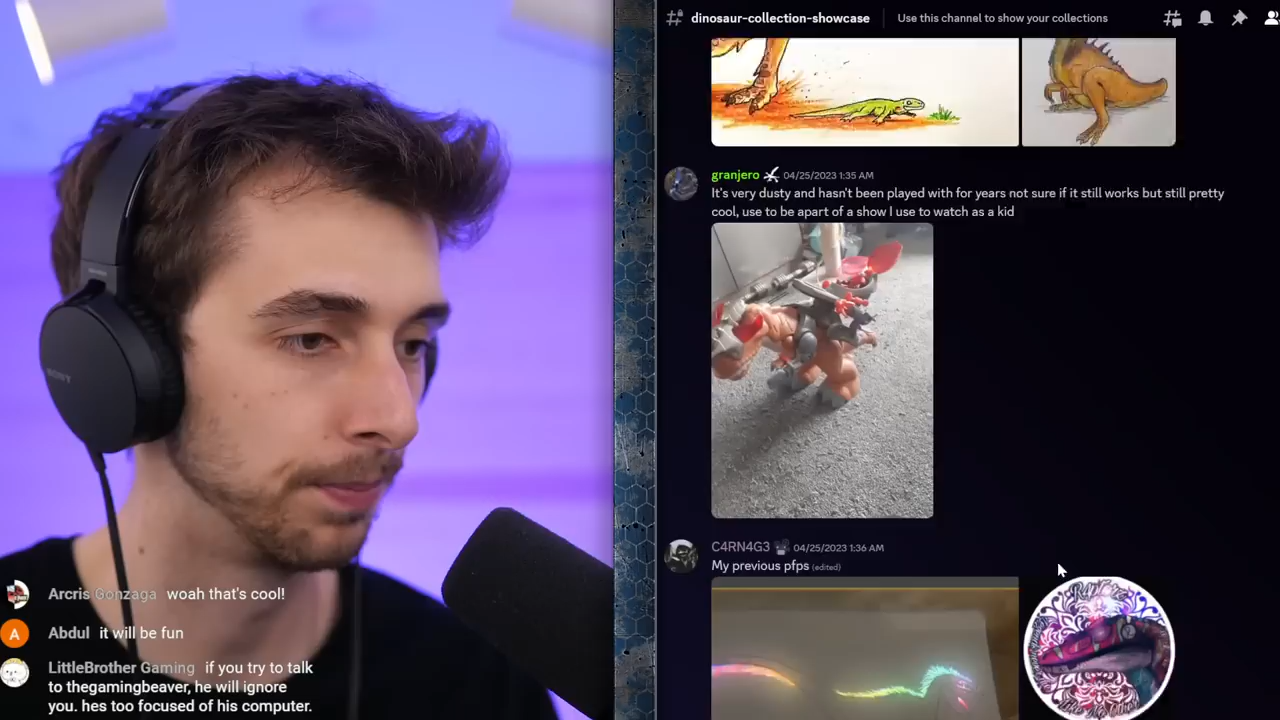 dinosaur-collection-showcase
Use this channel to show your collections
granjero 04/25/2023 1:35 AM
It's very dusty and hasn't been played with for years not sure if it still works but still pretty
cool, use to be apart of a show I use to watch as a kid
C4RN4G3 04/25/2023 1:36 AM
My previous pfps (edited)
SONY
Arcris Gonzaga woah that's cool!
A
Abdul it will be fun
LittleBrother Gaming if you try to talk
to thegamingbeaver, he will ignore
you. hes too focused of his computer.